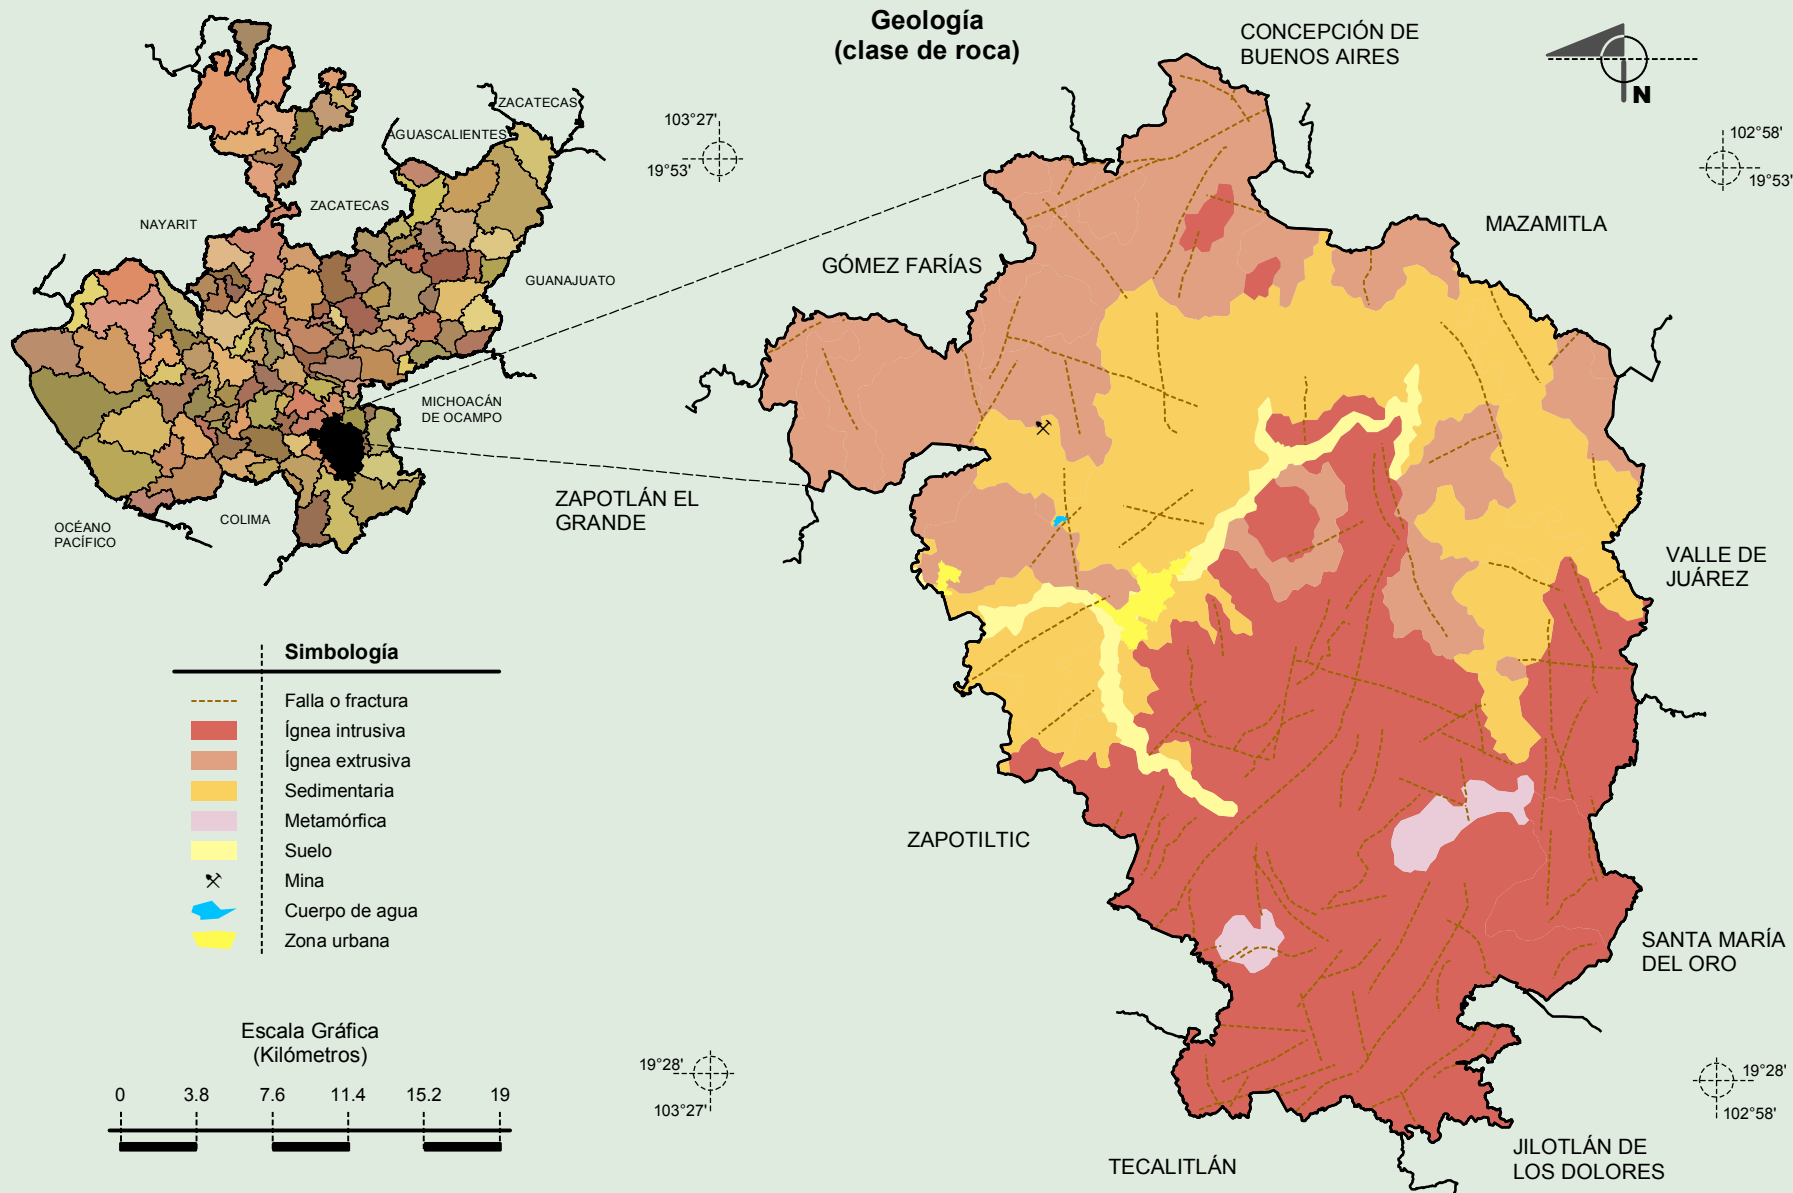 Geología
(clase de roca)
CONCEPCIÓN DE
BUENOS AIRES
N
ZACATECAS
AGUASCALIENTES
103°27'
19°53'
102°58'
19°53'
NAYARIT
ZACATECAS
MAZAMITLA
GÓMEZ FARÍAS
GUANAJUATO
MICHOACÁN
DE OCAMPO
ZAPOTLÁN EL
GRANDE
COLIMA
OCÉANO
PACÍFICO
VALLE DE
JUÁREZ
Simbología
Falla o fractura
Ígnea intrusiva
Ígnea extrusiva
Sedimentaria
Metamórfica
Suelo
Mina
Cuerpo de agua
Zona urbana
ZAPOTILTIC
SANTA MARÍA
DEL ORO
Escala Gráfica
(Kilómetros)
0 3.8 7.6 11.4 15.2 19
19°28'
103°27'
19°28'
102°58'
TECALITLÁN
JILOTLÁN DE
LOS DOLORES